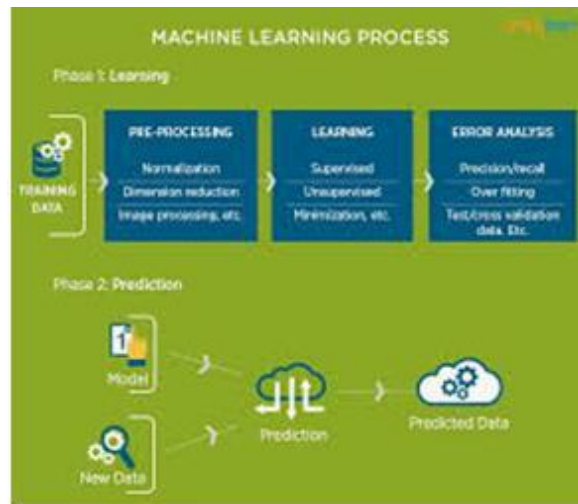 MACHINE LEARNING PROCESS
Phase 1: Learning
TRAINING
DATA
PRE-PROCESSING
Normalization
Dimension reduction
Image processing, etc.
LEARNING
Supervised
Unsupervised
Minimization, etc.
ERROR ANALYSIS
Precision/recall
Over fitting
Test/cross validation
data. Etc.
Phase 2: Prediction
1
Model
New Data
Prediction
Predicted Data